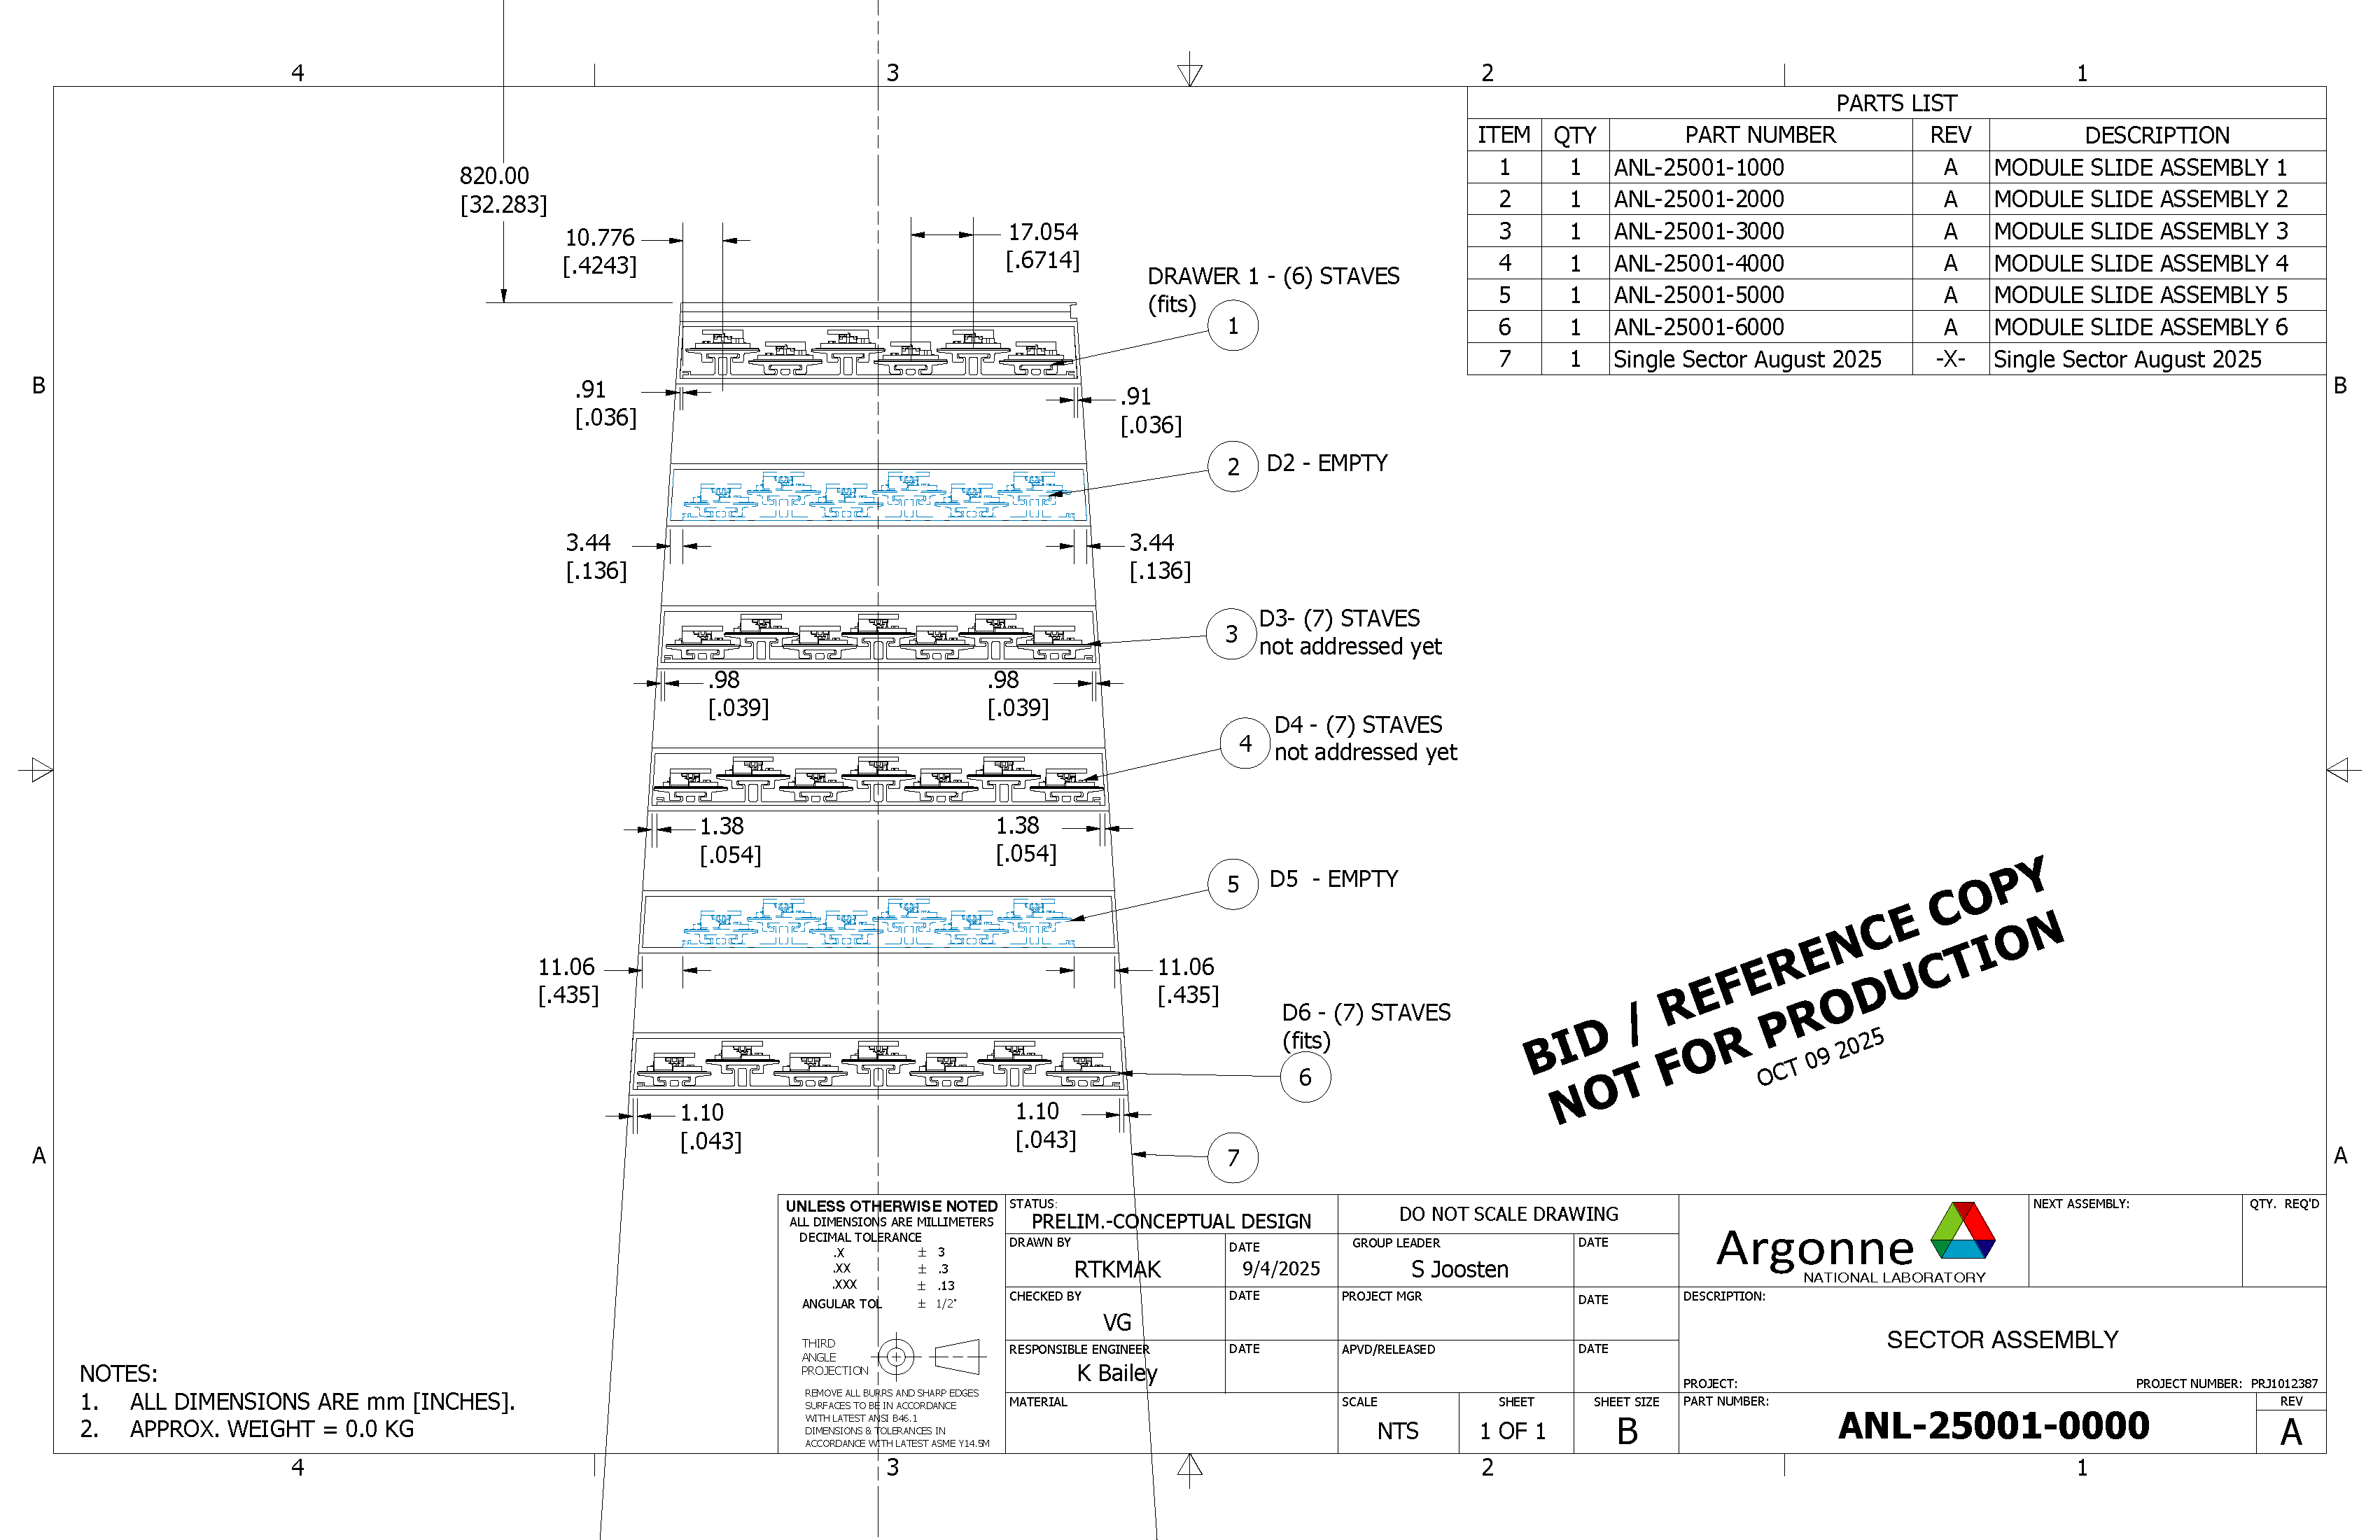 4 3 2 1
PARTS LIST
ITEM QTY PART NUMBER REV DESCRIPTION
1 1 ANL-25001-1000 A MODULE SLIDE ASSEMBLY 1
2 1 ANL-25001-2000 A MODULE SLIDE ASSEMBLY 2
3 1 ANL-25001-3000 A MODULE SLIDE ASSEMBLY 3
4 1 ANL-25001-4000 A MODULE SLIDE ASSEMBLY 4
5 1 ANL-25001-5000 A MODULE SLIDE ASSEMBLY 5
6 1 ANL-25001-6000 A MODULE SLIDE ASSEMBLY 6
7 1 Single Sector August 2025 -X- Single Sector August 2025
820.00
[32.283]
10.776
[.4243]
17.054
[.6714]
DRAWER 1 - (6) STAVES
(fits)
1
B
B
.91
[.036]
.91
[.036]
2
D2 - EMPTY
3.44
[.136]
3.44
[.136]
3
D3- (7) STAVES
not addressed yet
.98
[.039]
.98
[.039]
4
D4 - (7) STAVES
not addressed yet
1.38
[.054]
1.38
[.054]
5
D5 - EMPTY
11.06
[.435]
11.06
[.435]
D6 - (7) STAVES
(fits)
6
1.10
[.043]
1.10
[.043]
7
BID / REFERENCE COPY
NOT FOR PRODUCTION
OCT 09 2025
A
A
UNLESS OTHERWISE NOTED
ALL DIMENSIONS ARE MILLIMETERS
DECIMAL TOLERANCE
.X ± 3
.XX ± .3
.XXX ± .13
ANGULAR TOL ± 1/2°
THIRD
ANGLE
PROJECTION
REMOVE ALL BURRS AND SHARP EDGES
SURFACES TO BE IN ACCORDANCE
WITH LATEST ANSI B46.1
DIMENSIONS & TOLERANCES IN
ACCORDANCE WITH LATEST ASME Y14.5M
STATUS:
PRELIM.-CONCEPTUAL DESIGN
DO NOT SCALE DRAWING
DRAWN BY
RTKMAK
DATE
9/4/2025
GROUP LEADER
S Joosten
DATE
CHECKED BY
VG
DATE
PROJECT MGR
DATE
RESPONSIBLE ENGINEER
K Bailey
DATE
APVD/RELEASED
DATE
MATERIAL
SCALE
NTS
SHEET
1 OF 1
SHEET SIZE
B
Argonne
NATIONAL LABORATORY
NEXT ASSEMBLY:
QTY. REQ'D
DESCRIPTION:
SECTOR ASSEMBLY
PROJECT:
PROJECT NUMBER: PRJ1012387
PART NUMBER:
ANL-25001-0000
REV
A
NOTES:
1. ALL DIMENSIONS ARE mm [INCHES].
2. APPROX. WEIGHT = 0.0 KG
4 3 2 1